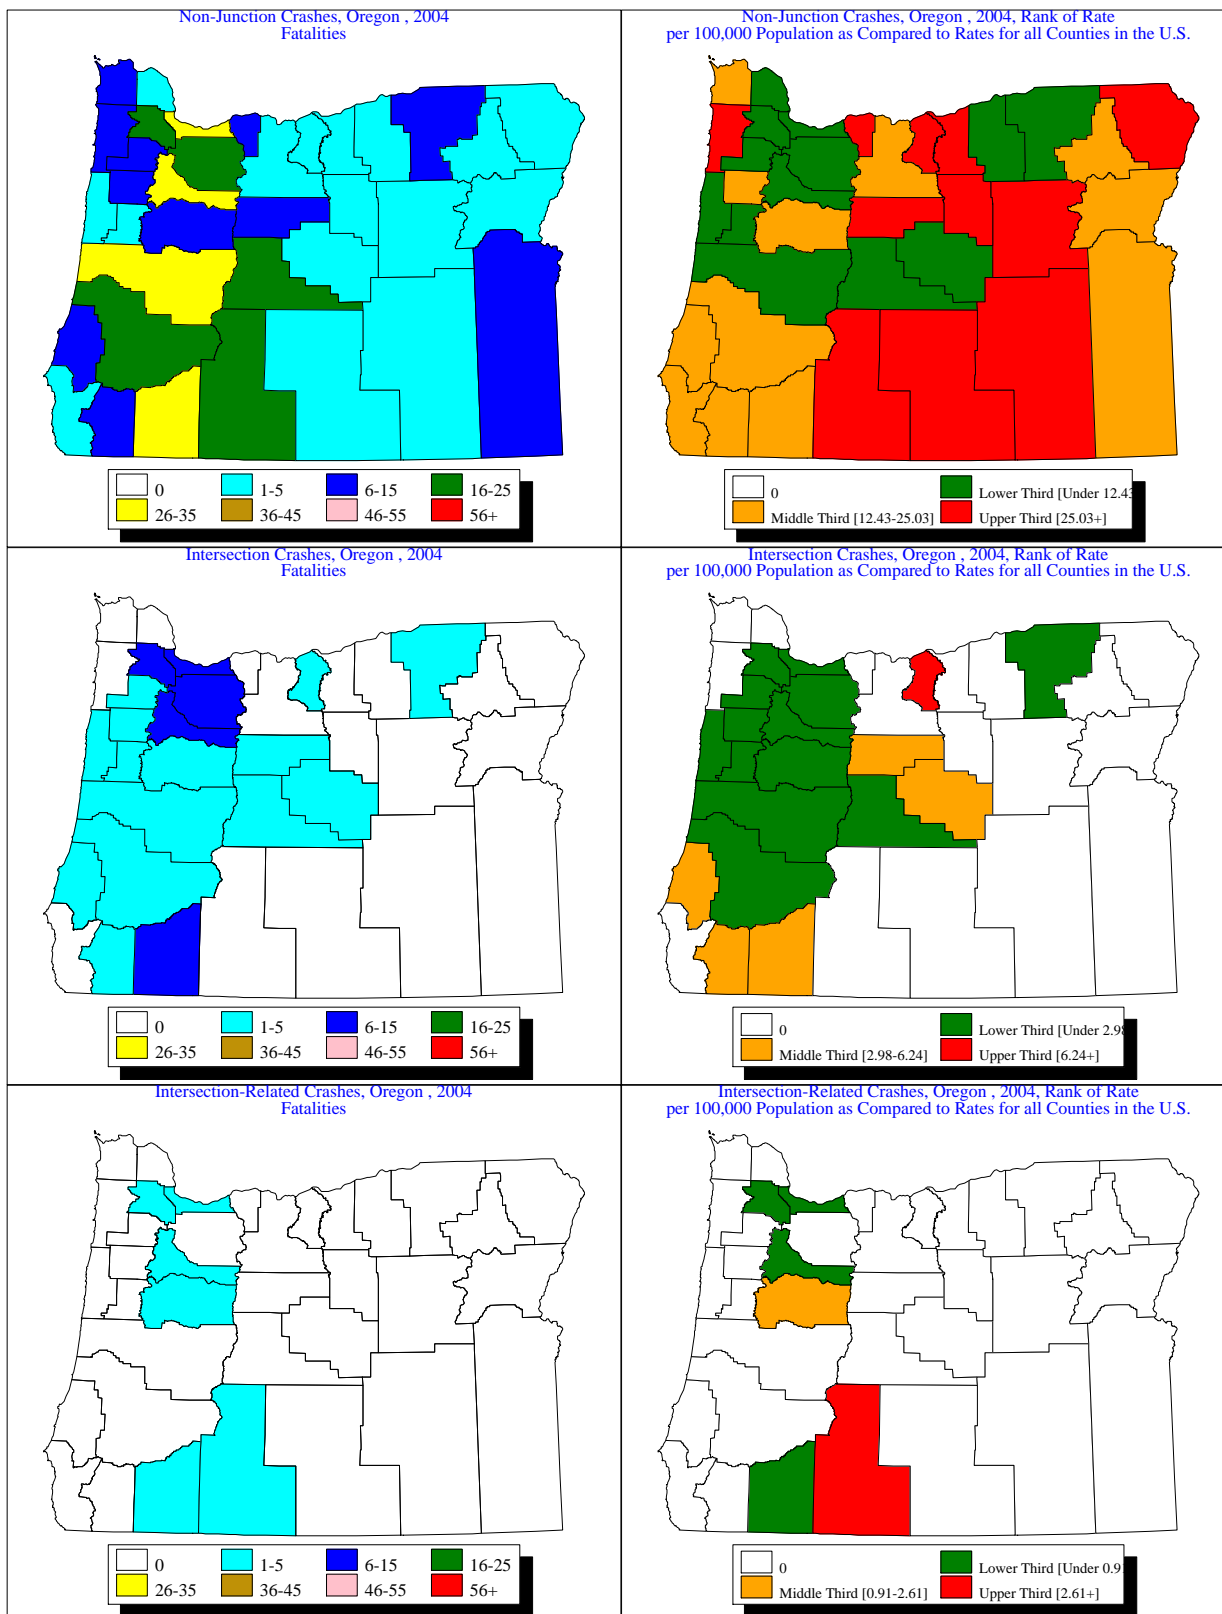 Non-Junction Crashes, Oregon , 2004
Fatalities
0
1-5
6-15
16-25
26-35
36-45
46-55
56+
Non-Junction Crashes, Oregon , 2004, Rank of Rate
per 100,000 Population as Compared to Rates for all Counties in the U.S.
0
Lower Third [Under 12.43
Middle Third [12.43-25.03]
Upper Third [25.03+]
Intersection Crashes, Oregon , 2004
Fatalities
0
1-5
6-15
16-25
26-35
36-45
46-55
56+
Intersection Crashes, Oregon , 2004, Rank of Rate
per 100,000 Population as Compared to Rates for all Counties in the U.S.
0
Lower Third [Under 2.98
Middle Third [2.98-6.24]
Upper Third [6.24+]
Intersection-Related Crashes, Oregon , 2004
Fatalities
0
1-5
6-15
16-25
26-35
36-45
46-55
56+
Intersection-Related Crashes, Oregon , 2004, Rank of Rate
per 100,000 Population as Compared to Rates for all Counties in the U.S.
0
Lower Third [Under 0.91
Middle Third [0.91-2.61]
Upper Third [2.61+]